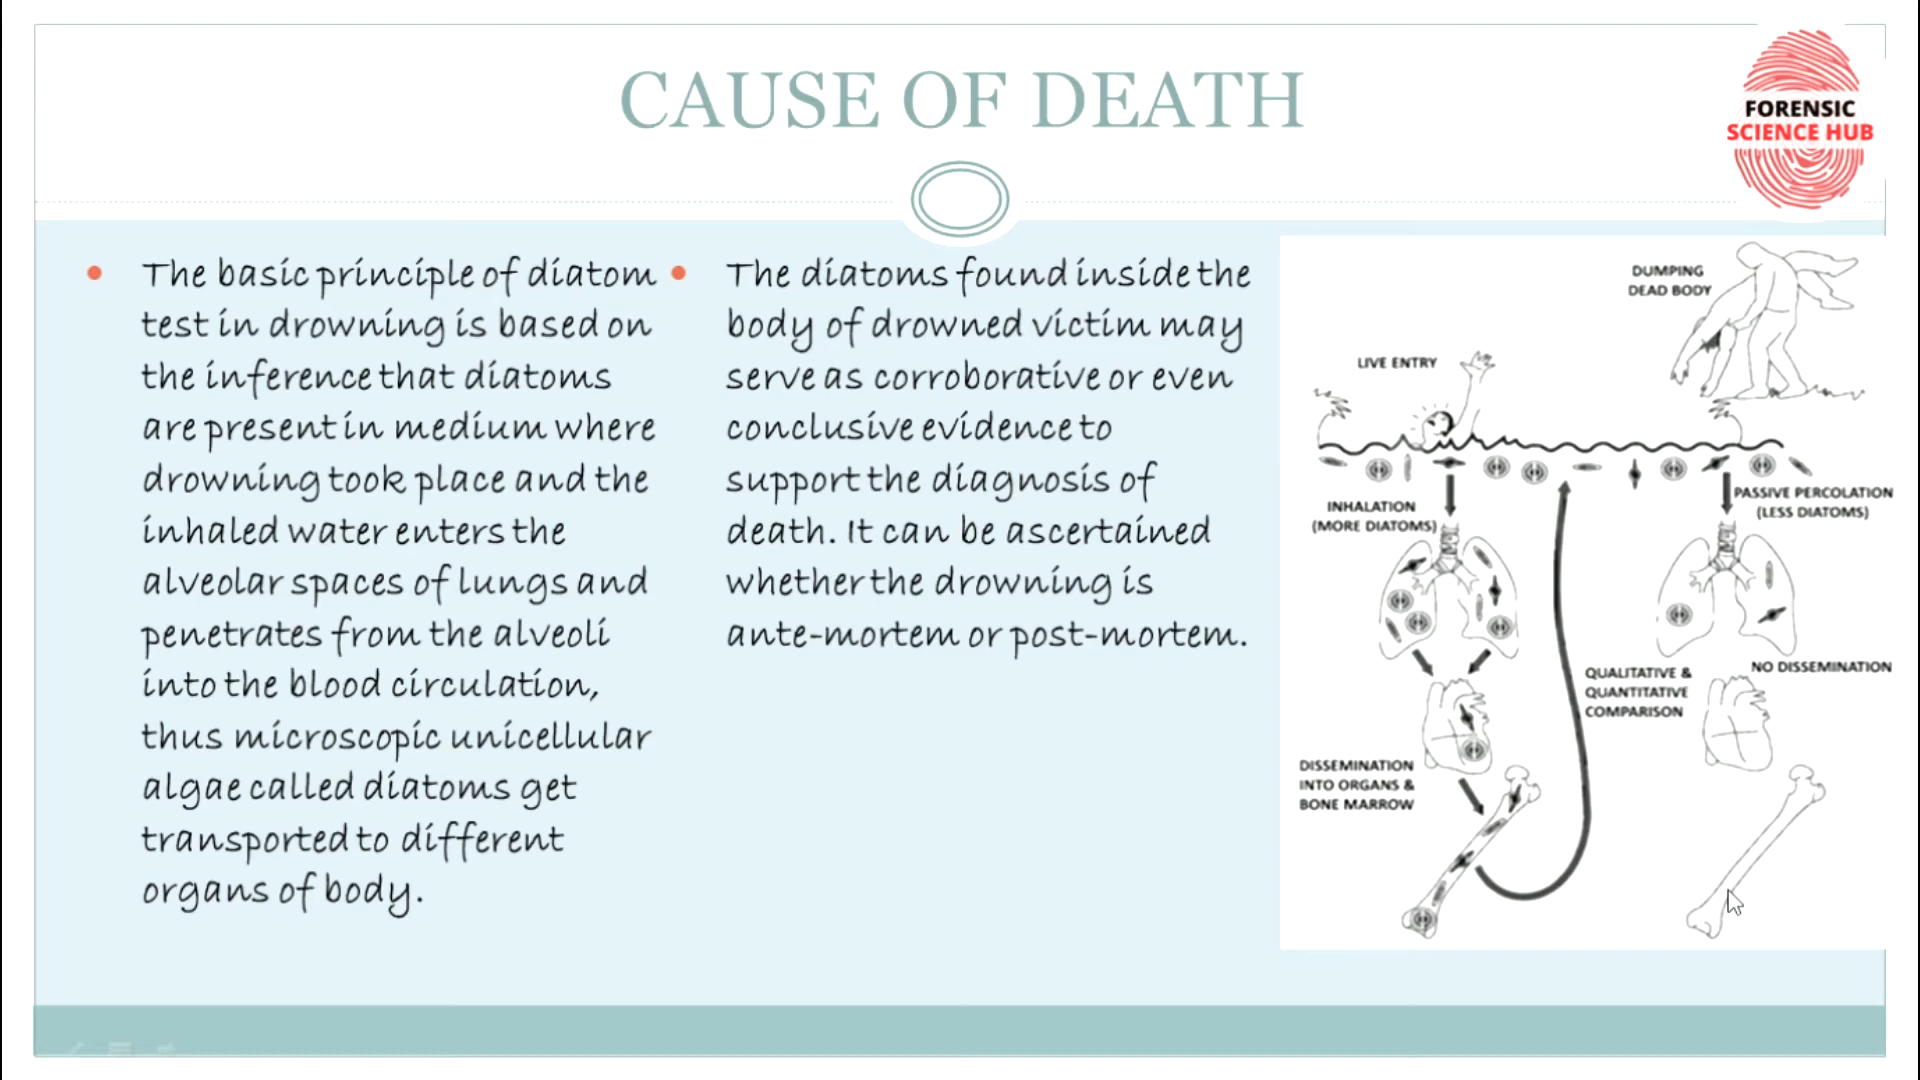 CAUSE OF DEATH
FORENSIC
SCIENCE HUB
The basic principle of diatom
test in drowning is based on
the inference that diatoms
are present in medium where
drowning took place and the
inhaled water enters the
alveolar spaces of lungs and
penetrates from the alveoli
into the blood circulation,
thus microscopic unicellular
algae called diatoms get
transported to different
organs of body.
The diatoms found inside the
body of drowned victim may
serve as corroborative or even
conclusive evidence to
support the diagnosis of
death. It can be ascertained
whether the drowning is
ante-mortem or post-mortem.
DUMPING
DEAD BODY
LIVE ENTRY
INHALATION
(MORE DIATOMS)
PASSIVE PERCOLATION
(LESS DIATOMS)
QUALITATIVE &
QUANTITATIVE
COMPARISON
NO DISSEMINATION
DISSEMINATION
INTO ORGANS &
BONE MARROW